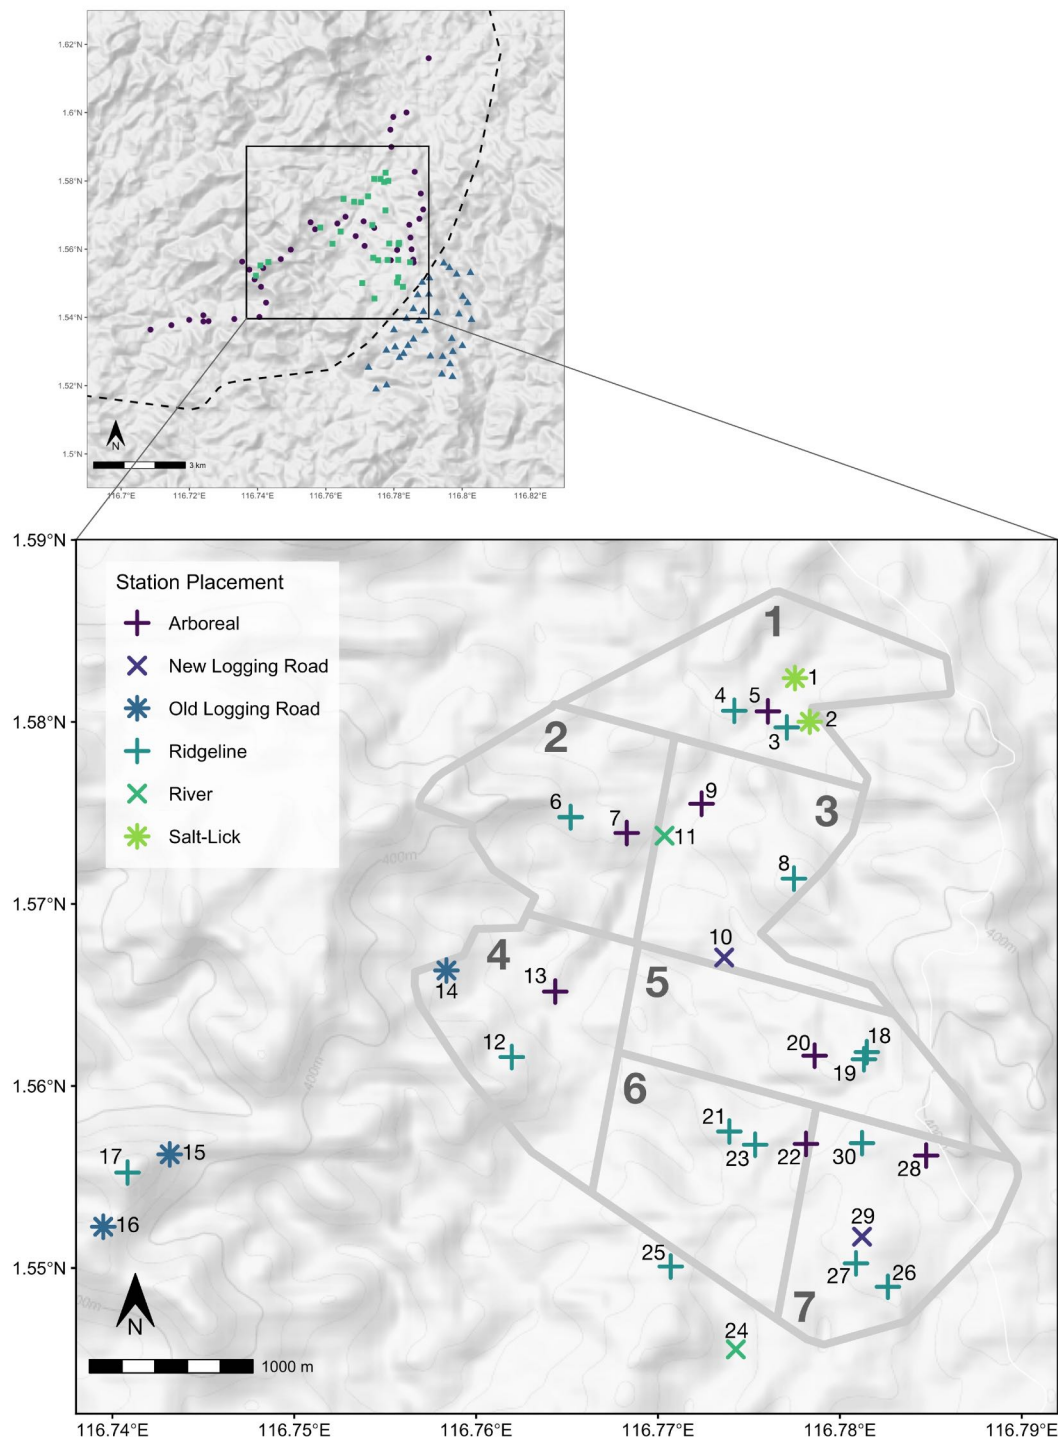 1.62°N
1.6°N
1.58°N
1.56°N
1.54°N
1.52°N
1.5°N
N
3 km
116.7°E 116.72°E 116.74°E 116.76°E 116.78°E 116.8°E 116.82°E
1.59°N
1.58°N
1.57°N
1.56°N
1.55°N
Station Placement
Arboreal
New Logging Road
Old Logging Road
Ridgeline
River
Salt-Lick
1
1
4 5
2
3
2
9
6
3
7
11
400m
8
10
400m
4
13
5
14
18
20
12
19
400m
6
400m
21
15
17
23 22 30
28
16
29
25
27 26
7
24
00m
N
1000 m
116.74°E 116.75°E 116.76°E 116.77°E 116.78°E 116.79°E